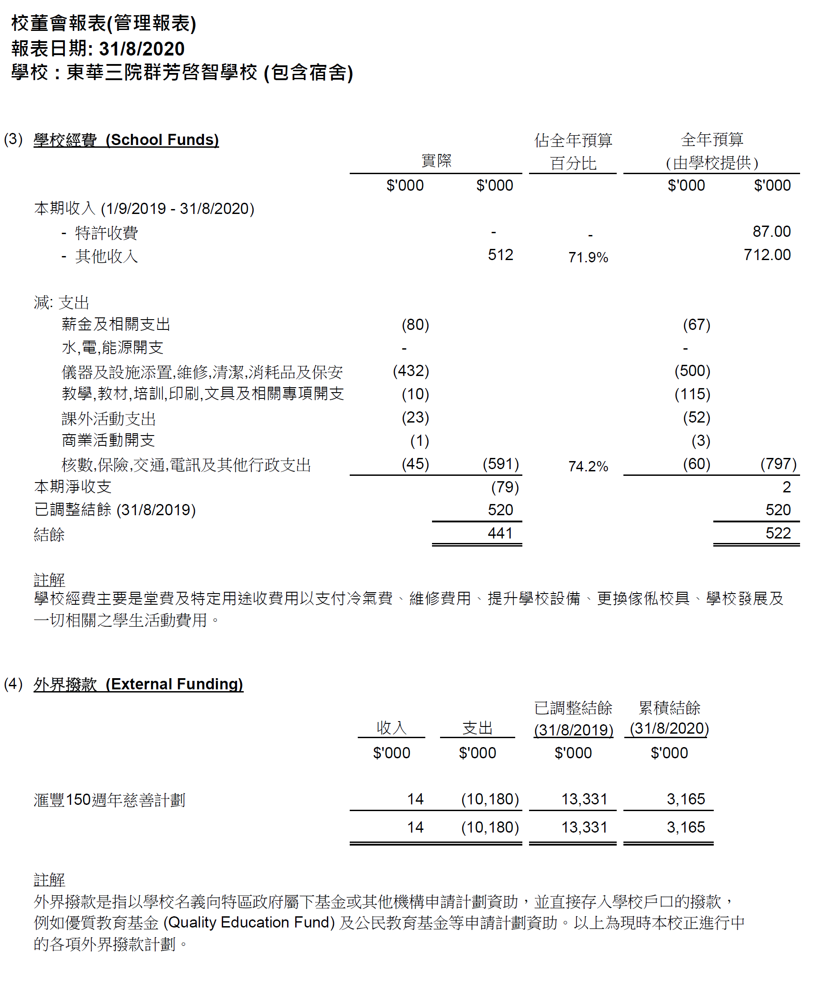 校董會報表(管理報表)
報表日期: 31/8/2020
學校 : 東華三院群芳啓智學校 (包含宿舍)
(3) 學校經費 (School Funds)
佔全年預算 全年預算
實際 百分比 (由學校提供)
$'000 $'000 $'000 $'000
本期收入 (1/9/2019 - 31/8/2020)
- 特許收費 - - 87.00
- 其他收入 512 71.9% 712.00
減: 支出
薪金及相關支出 (80) (67)
水,電,能源開支 - -
儀器及設施添置,維修,清潔,消耗品及保安 (432) (500)
教學,教材,培訓,印刷,文具及相關專項開支 (10) (115)
課外活動支出 (23) (52)
商業活動開支 (1) (3)
核數,保險,交通,電訊及其他行政支出 (45) (591) 74.2% (60) (797)
本期淨收支 (79) 2
已調整結餘 (31/8/2019) 520 520
結餘 441 522
註解
學校經費主要是堂費及特定用途收費用以支付冷氣費、維修費用、提升學校設備、更換傢俬校具、學校發展及
一切相關之學生活動費用。
(4) 外界撥款 (External Funding)
已調整結餘 累積結餘
收入 支出 (31/8/2019) (31/8/2020)
$'000 $'000 $'000 $'000
滙豐150週年慈善計劃 14 (10,180) 13,331 3,165
14 (10,180) 13,331 3,165
註解
外界撥款是指以學校名義向特區政府屬下基金或其他機構申請計劃資助，並直接存入學校戶口的撥款，
例如優質教育基金 (Quality Education Fund) 及公民教育基金等申請計劃資助。以上為現時本校正進行中
的各項外界撥款計劃。